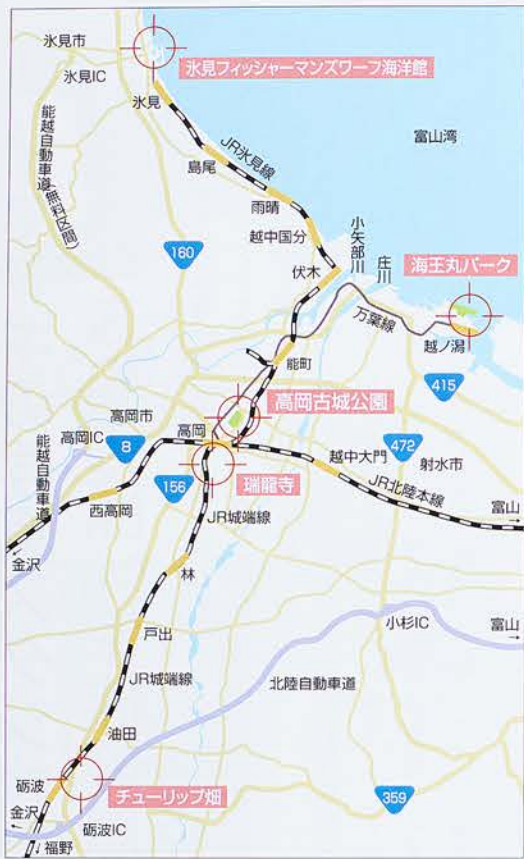 氷見市
氷見IC
氷見フィッシャーマンズワーフ海洋館
氷見
能越自動車道(無料区間)
富山湾
JR氷見線
島尾
雨晴
越中国分
小矢部川
庄川
160
伏木
海王丸パーク
万葉線
越ノ潟
能町
415
高岡古城公園
高岡市
高岡IC
8
高岡
能越自動車道
越中大門
472
射水市
156
瑞龍寺
JR北陸本線
西高岡
JR城端線
富山
→
金沢
←
林
小杉IC
富山
→
戸出
JR城端線
北陸自動車道
油田
砺波
チューリップ畑
359
金沢
←
砺波IC
↓福野